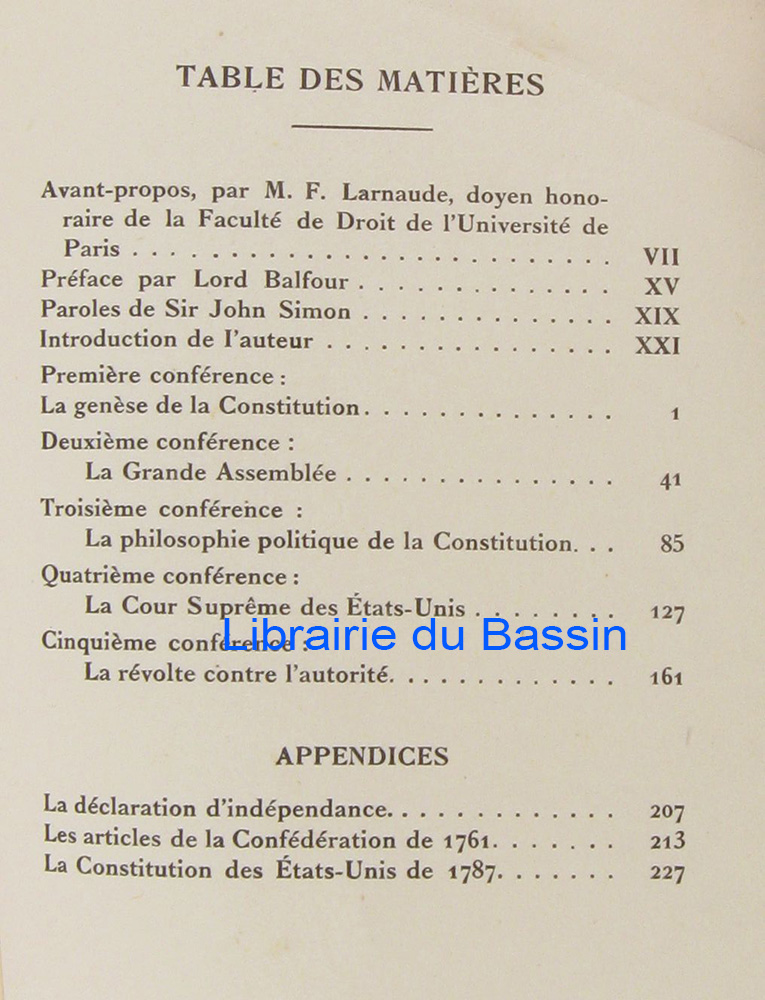 TABLE DES MATIÈRES
Avant-propos, par M. F. Larnaude, doyen hono-
raire de la Faculté de Droit de l'Université de
Paris . . . . . . . . . . . . . . . . . . . . . . . . . . VII
Préface par Lord Balfour . . . . . . . . . . . . . . XV
Paroles de Sir John Simon . . . . . . . . . . . . . . XIX
Introduction de l'auteur . . . . . . . . . . . . . . . . XXI
Première conférence :
La genèse de la Constitution. . . . . . . . . . . . . . 1
Deuxième conférence :
La Grande Assemblée . . . . . . . . . . . . . . . 41
Troisième conférence :
La philosophie politique de la Constitution. . . 85
Quatrième conférence :
La Cour Suprême des États-Unis . . . . . . . . 127
Cinquième conférence :
Librairie du Bassin
La révolte contre l'autorité. . . . . . . . . . . . . 161
APPENDICES
La déclaration d'indépendance. . . . . . . . . . . . . 207
Les articles de la Confédération de 1761. . . . . . . 213
La Constitution des États-Unis de 1787. . . . . . . 227